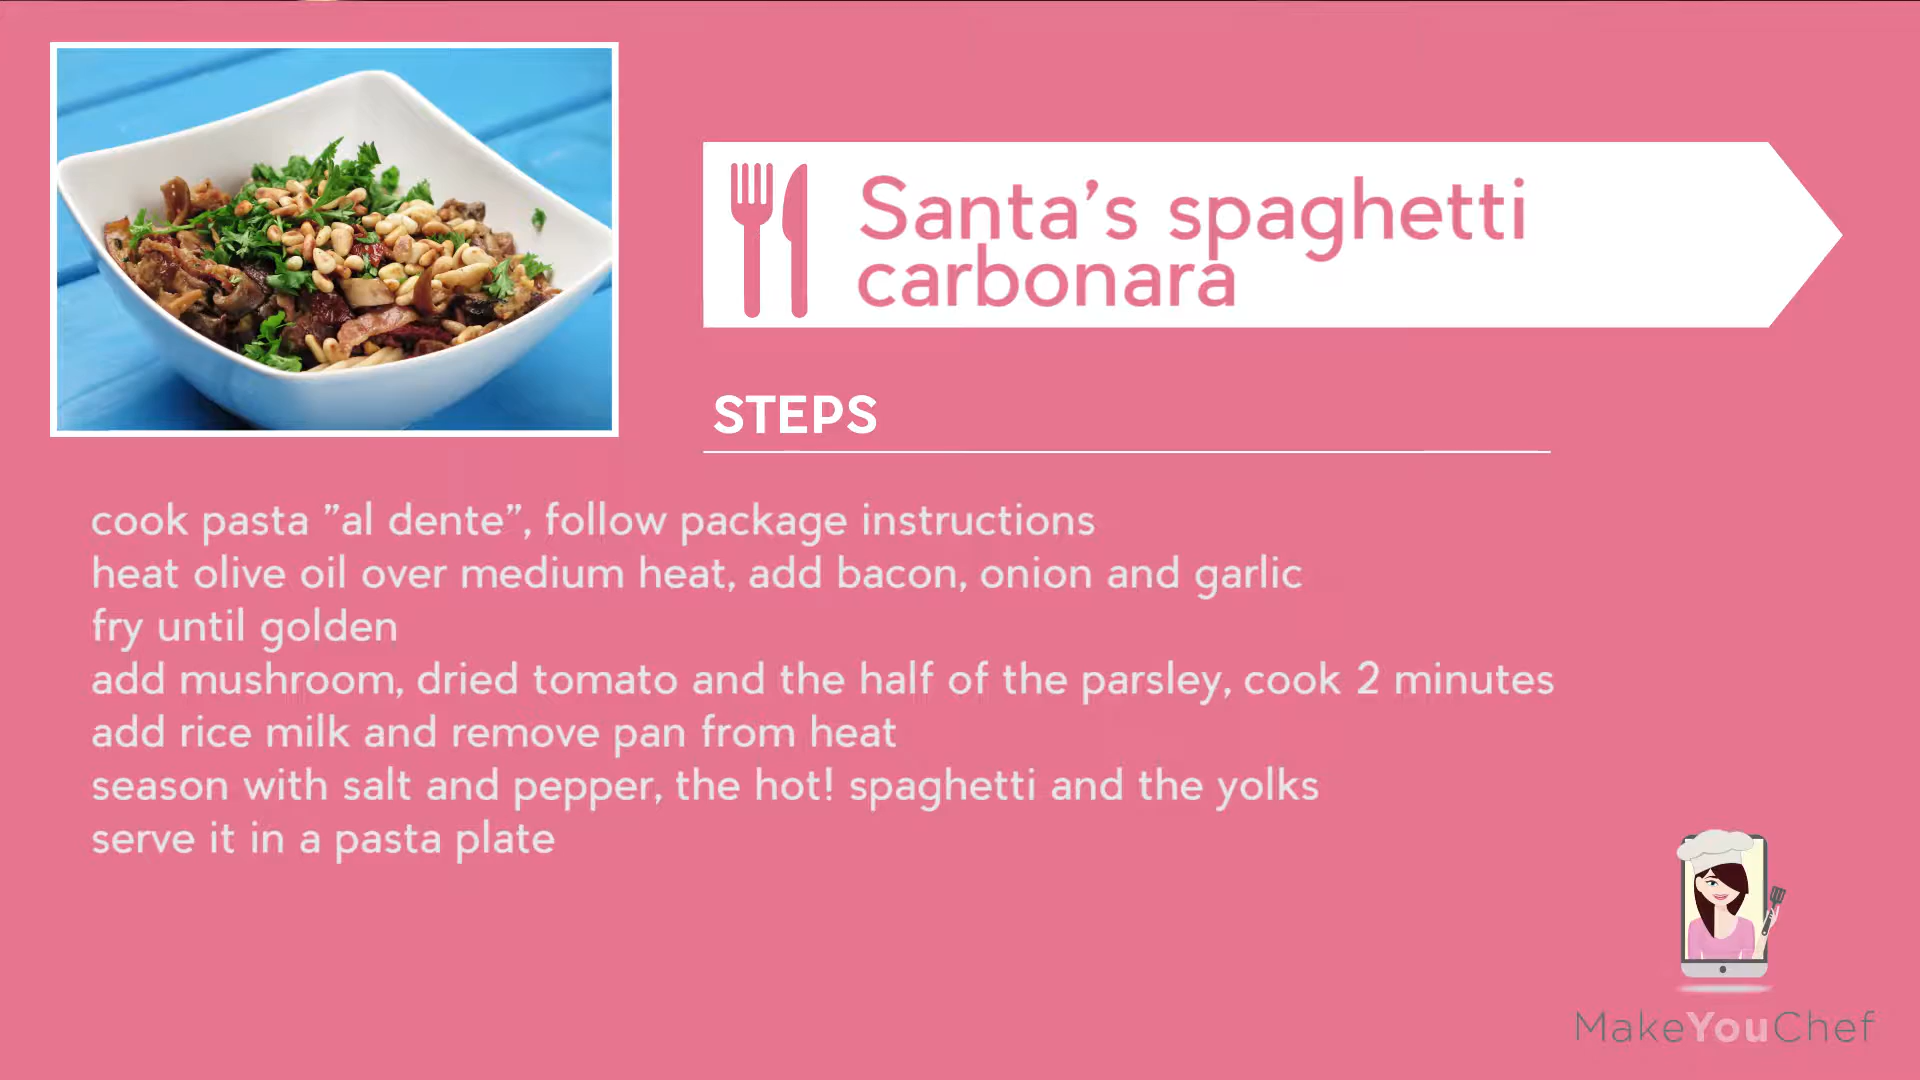 Santa's spaghetti
carbonara
STEPS
cook pasta "al dente", follow package instructions
heat olive oil over medium heat, add bacon, onion and garlic
fry until golden
add mushroom, dried tomato and the half of the parsley, cook 2 minutes
add rice milk and remove pan from heat
season with salt and pepper, the hot! spaghetti and the yolks
serve it in a pasta plate
MakeYouChef